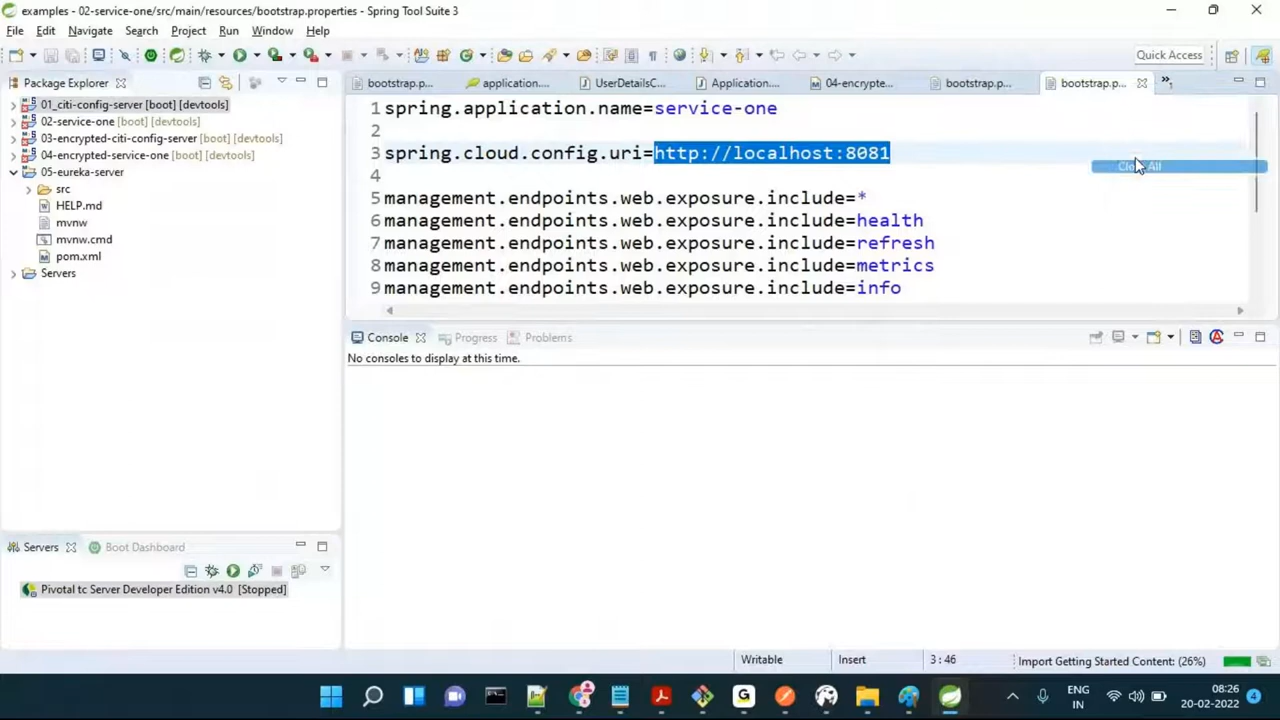 examples - 02-service-one/src/main/resources/bootstrap.properties - Spring Tool Suite 3
File Edit Navigate Search Project Run Window Help
Quick Access
Package Explorer
01_citi-config-server [boot] [devtools]
02-service-one [boot] [devtools]
03-encrypted-citi-config-server [boot] [devtools]
04-encrypted-service-one [boot] [devtools]
05-eureka-server
src
HELP.md
mvnw
mvnw.cmd
pom.xml
Servers
bootstrap.p... application.... UserDetailsC... Application.... 04-encrypte... bootstrap.p... bootstrap.p...
1 spring.application.name=service-one
2
3 spring.cloud.config.uri=http://localhost:8081
4
5 management.endpoints.web.exposure.include=*
6 management.endpoints.web.exposure.include=health
7 management.endpoints.web.exposure.include=refresh
8 management.endpoints.web.exposure.include=metrics
9 management.endpoints.web.exposure.include=info
Close All
Console Progress Problems
No consoles to display at this time.
Servers Boot Dashboard
Pivotal tc Server Developer Edition v4.0 [Stopped]
Writable Insert 3 : 46 Import Getting Started Content: (26%)
ENG
IN
08:26
20-02-2022